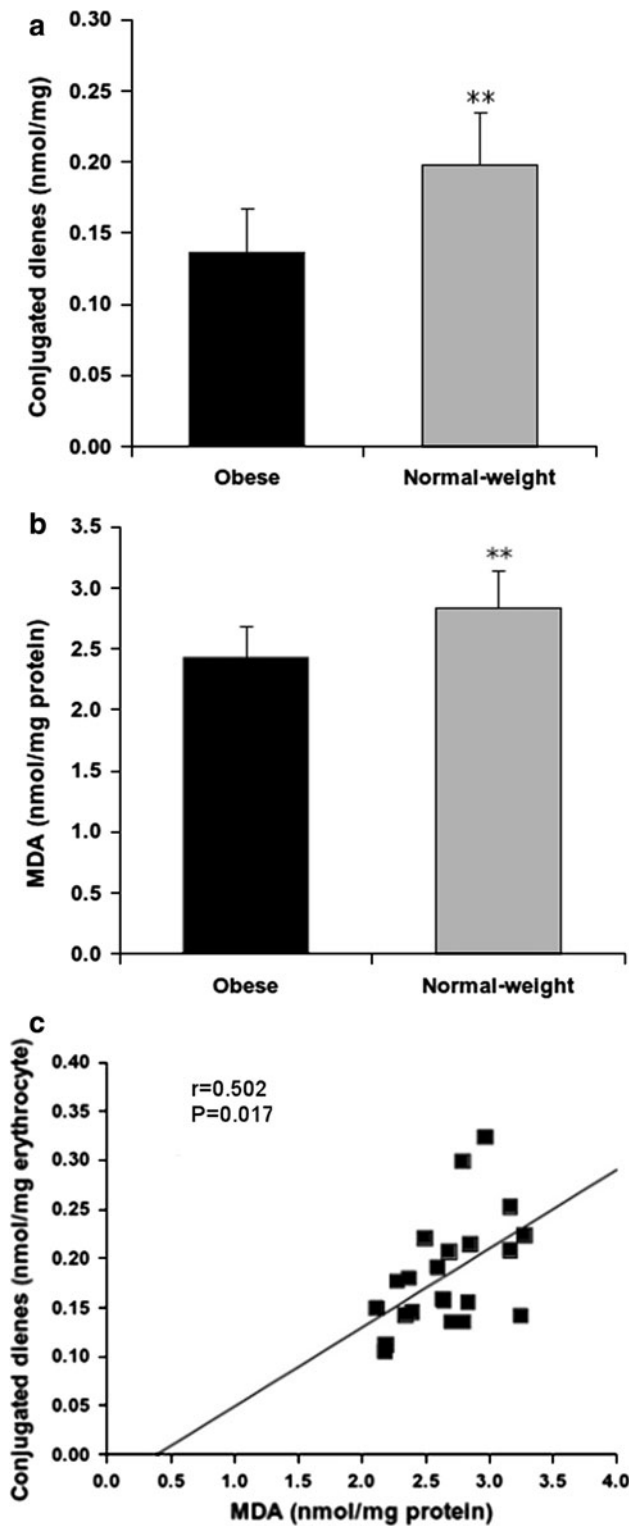 a
Conjugated dlenes (nmol/mg)
0.30
0.25
0.20
0.15
0.10
0.05
0.00
**
Obese
Normal-weight
b
MDA (nmol/mg protein)
3.5
3.0
2.5
2.0
1.5
1.0
0.5
0.0
**
Obese
Normal-weight
c
Conjugated dlenes (nmol/mg erythrocyte)
0.40
0.35
0.30
0.25
0.20
0.15
0.10
0.05
0.00
r=0.502
P=0.017
0.0 0.5 1.0 1.5 2.0 2.5 3.0 3.5 4.0
MDA (nmol/mg protein)